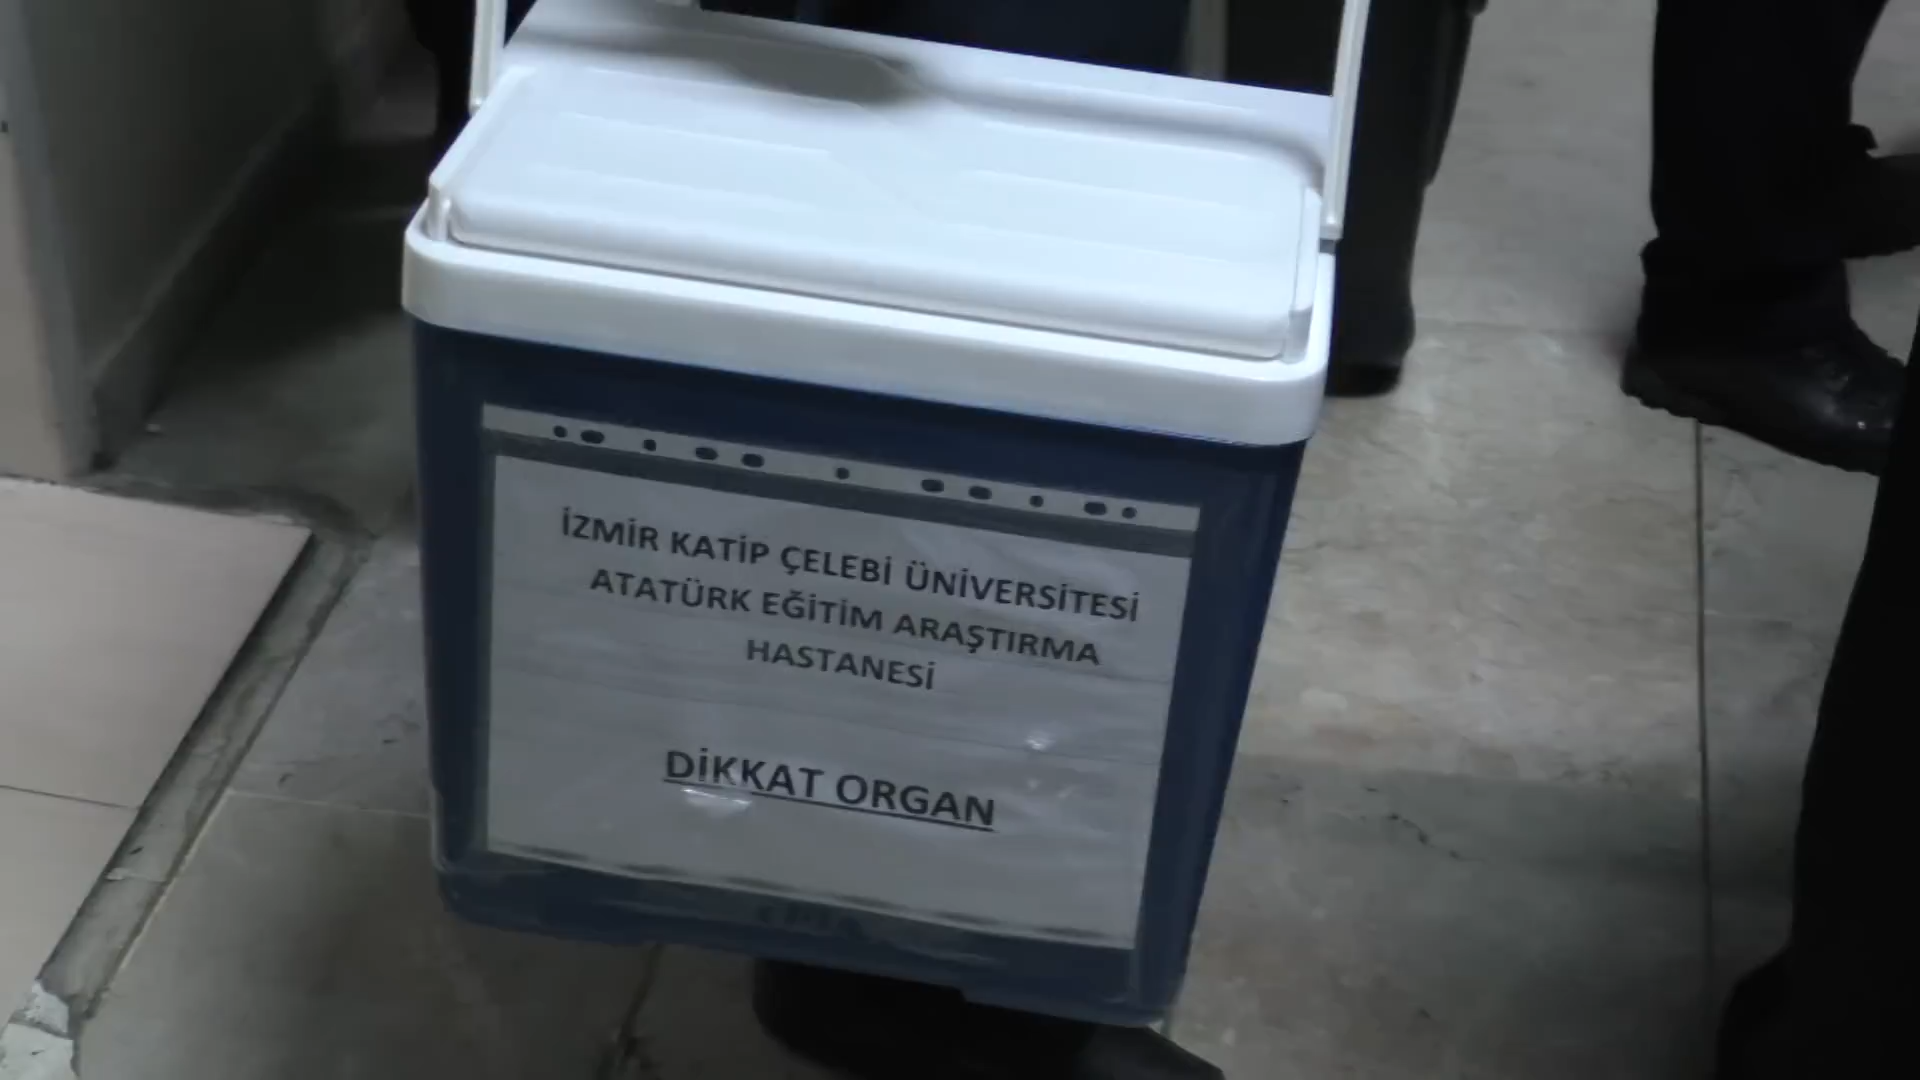 İZMİR KATİP ÇELEBİ ÜNİVERSİTESİ
ATATÜRK EĞİTİM ARAŞTIRMA
HASTANESİ
DİKKAT ORGAN